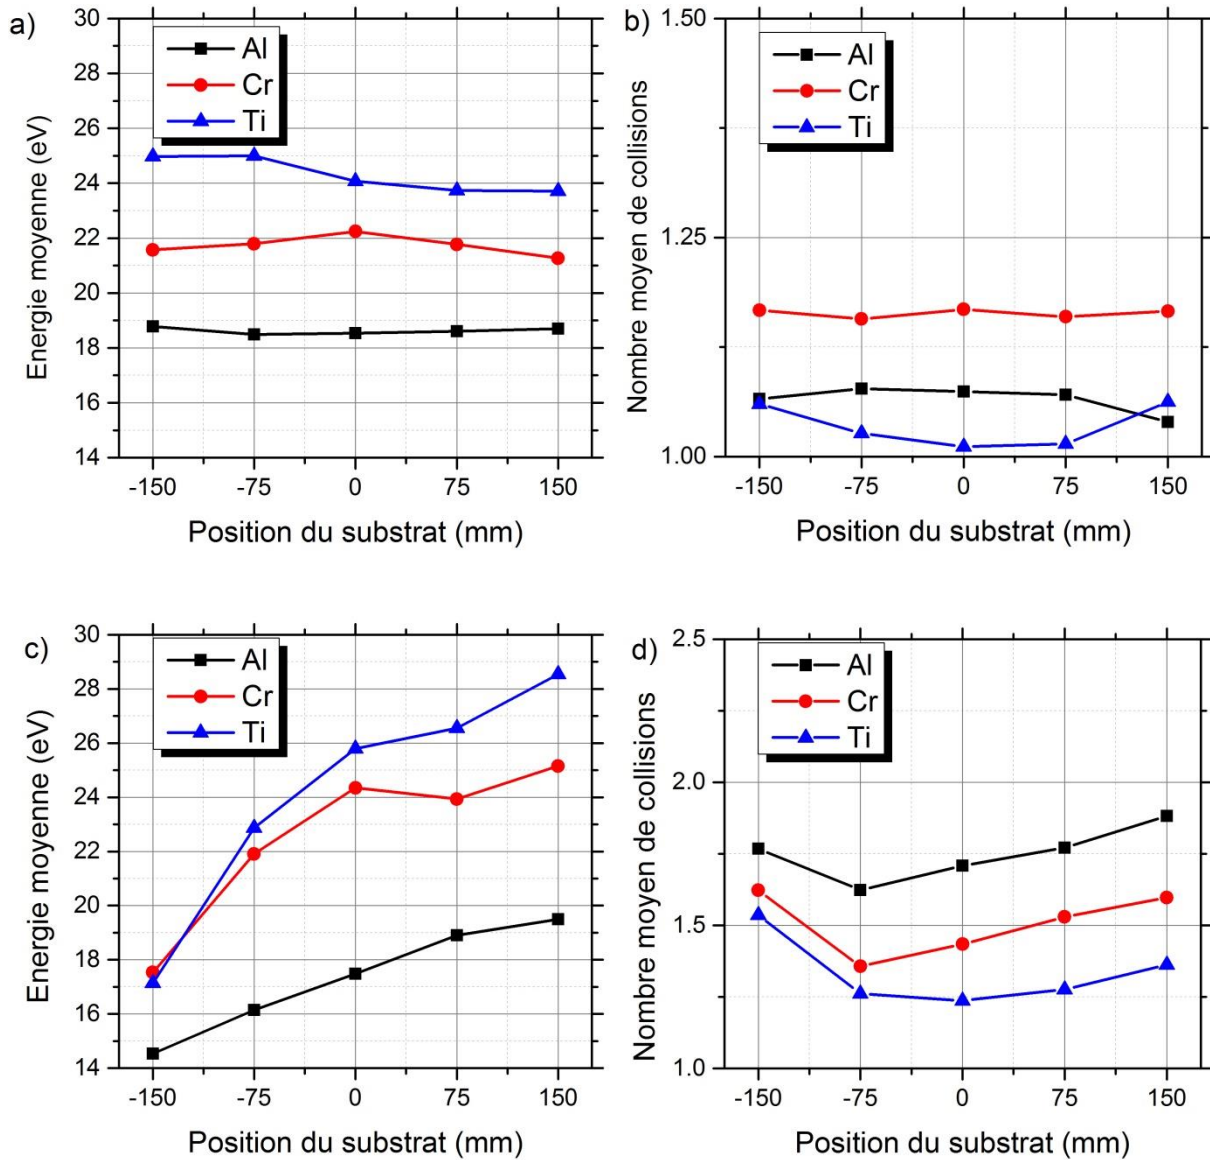 a)
Energie moyenne (eV)
30
28
26
24
22
20
18
16
14
Al
Cr
Ti
-150 -75 0 75 150
Position du substrat (mm)
b)
Nombre moyen de collisions
1.50
1.25
1.00
Al
Cr
Ti
-150 -75 0 75 150
Position du substrat (mm)
c)
Energie moyenne (eV)
30
28
26
24
22
20
18
16
14
Al
Cr
Ti
-150 -75 0 75 150
Position du substrat (mm)
d)
Nombre moyen de collisions
2.5
2.0
1.5
1.0
Al
Cr
Ti
-150 -75 0 75 150
Position du substrat (mm)